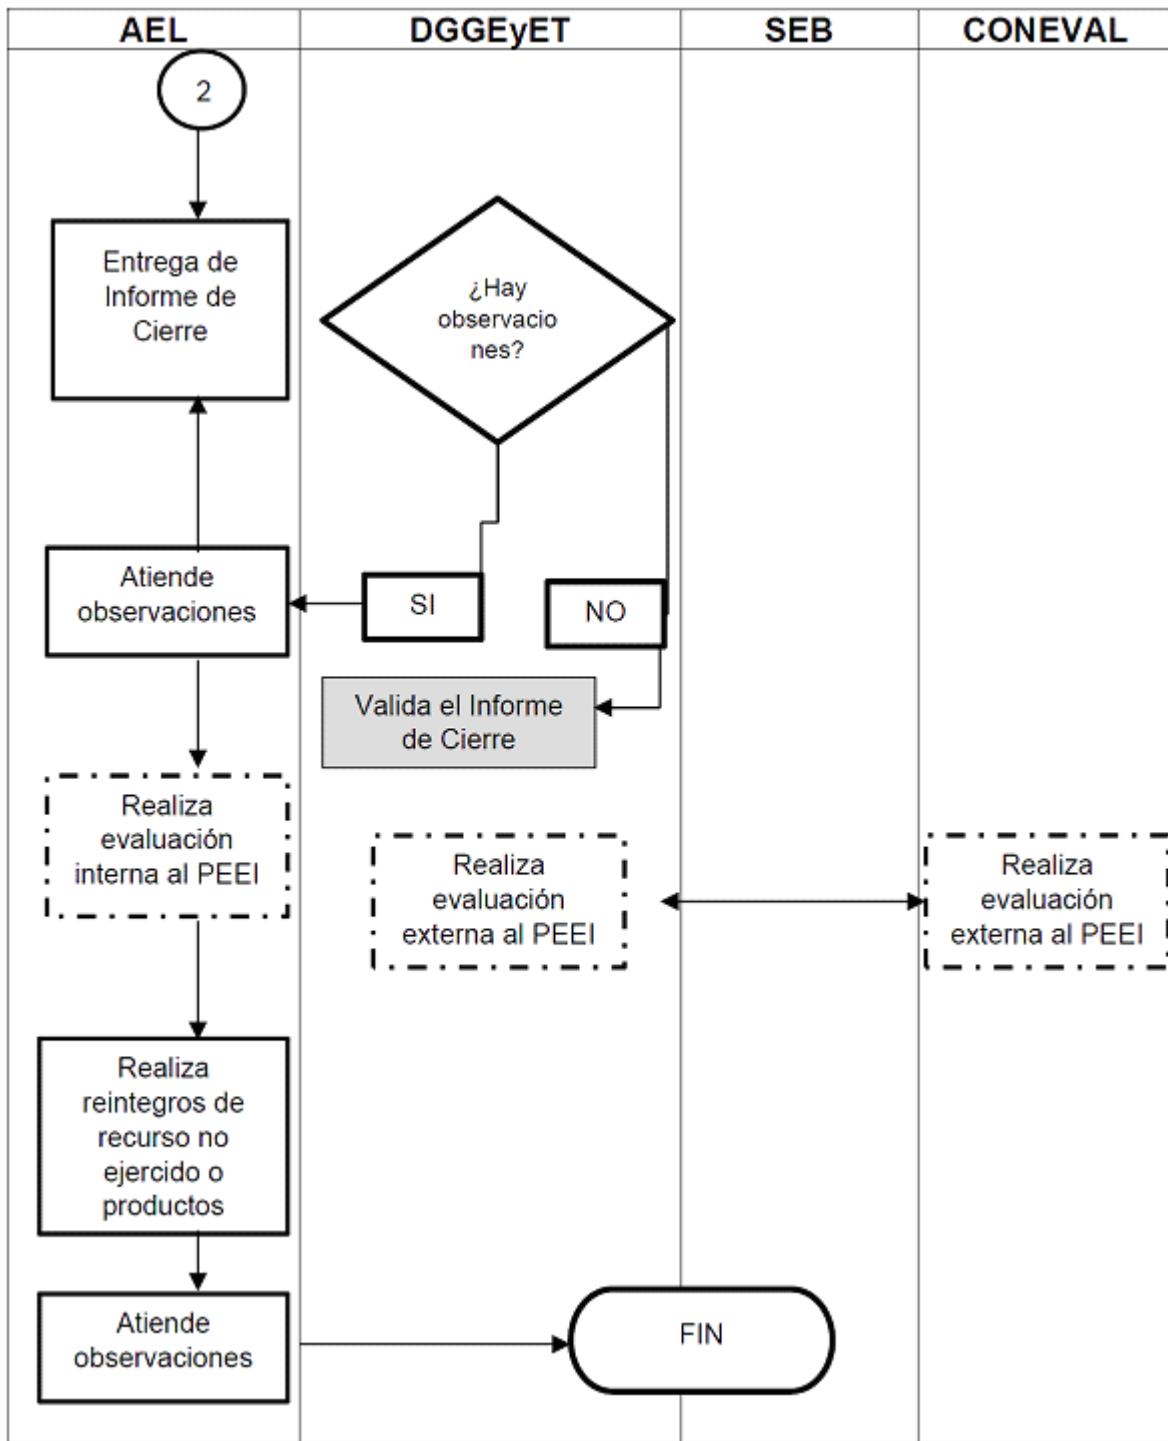 AEL DGGEyET SEB CONEVAL
2
Entrega de
Informe de
Cierre
¿Hay
observacio
nes?
Atiende
observaciones
SI
NO
Valida el Informe
de Cierre
Realiza
evaluación
interna al PEEI
Realiza
evaluación
externa al PEEI
Realiza
evaluación
externa al PEEI
Realiza
reintegros de
recurso no
ejercido o
productos
Atiende
observaciones
FIN